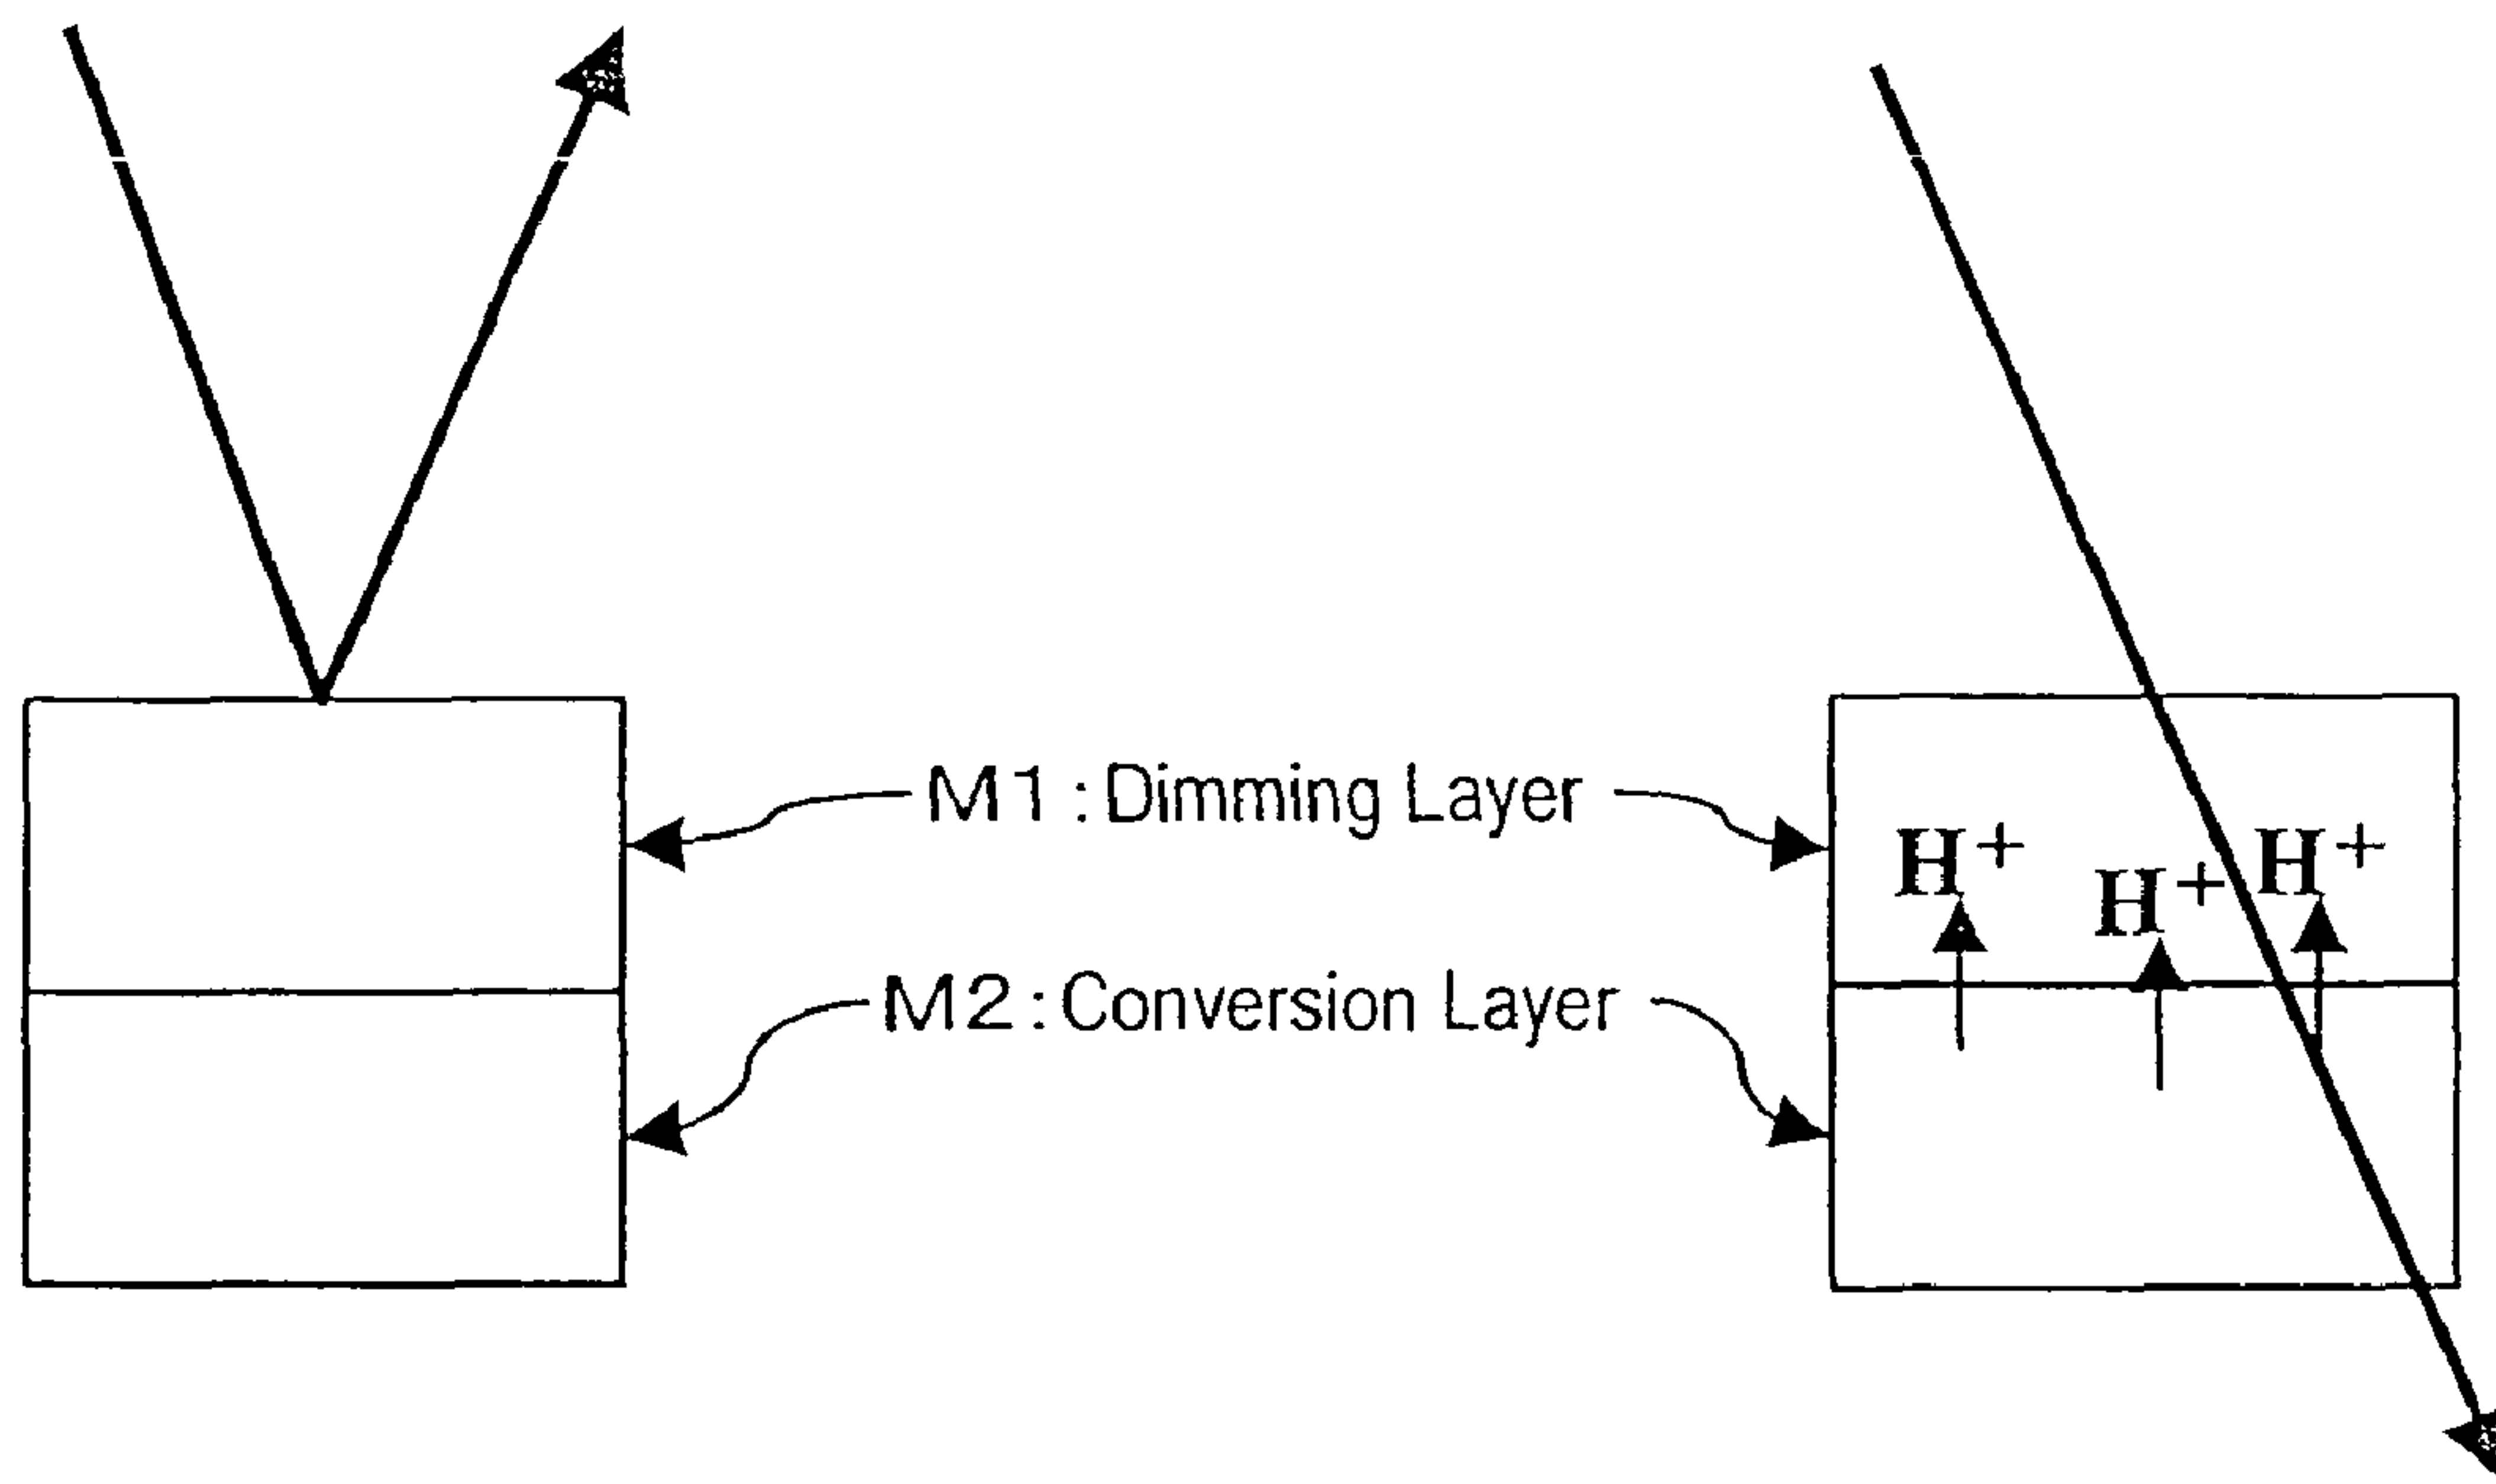 M1:Dimming Layer
H⁺ H⁺ H⁺
M2:Conversion Layer